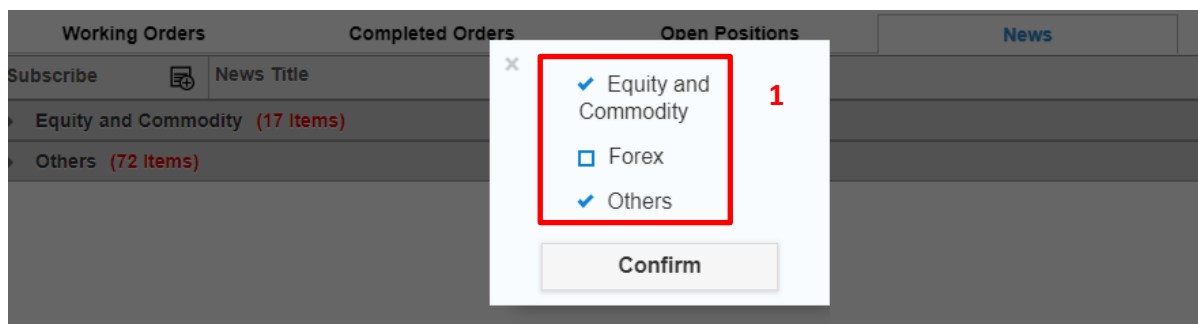 Working Orders Completed Orders Open Positions News
Subscribe News Title
Equity and Commodity (17 Items)
Others (72 Items)
Equity and
Commodity
Forex
Others
1
Confirm